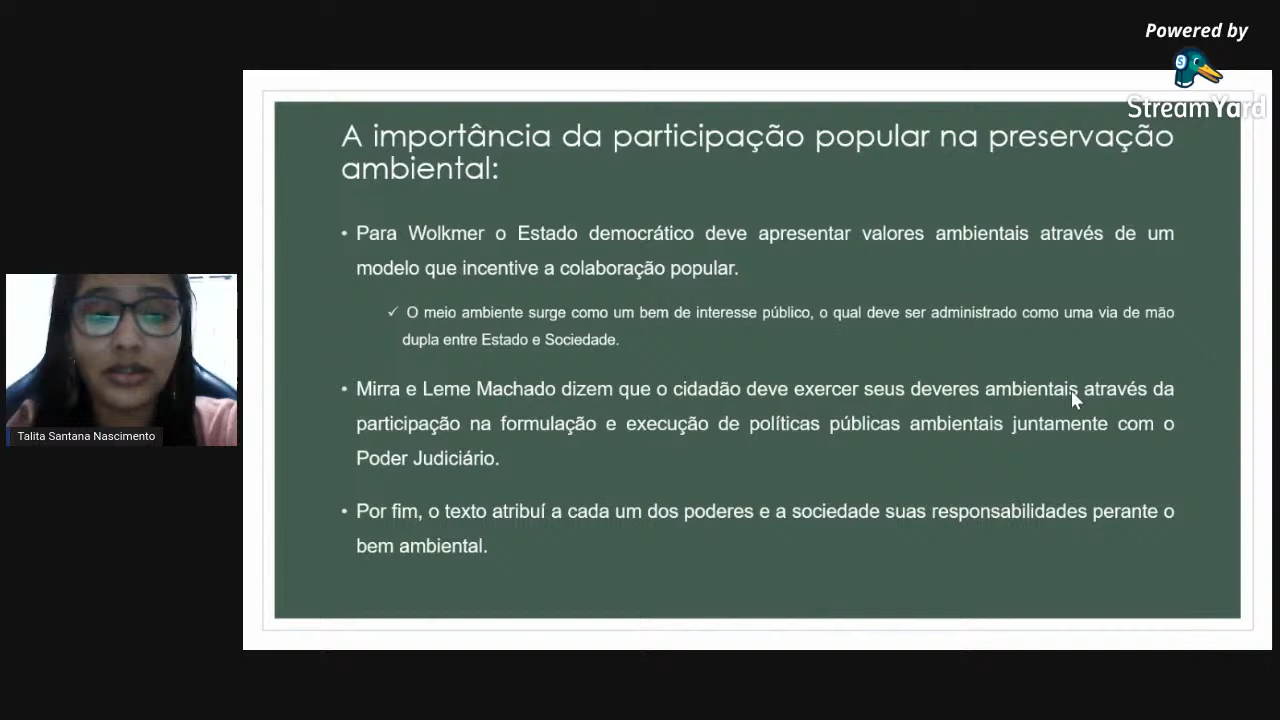 Powered by
StreamYard
A importância da participação popular na preservação
ambiental:
• Para Wolkmer o Estado democrático deve apresentar valores ambientais através de um
modelo que incentive a colaboração popular.
✓ O meio ambiente surge como um bem de interesse público, o qual deve ser administrado como uma via de mão
dupla entre Estado e Sociedade.
• Mirra e Leme Machado dizem que o cidadão deve exercer seus deveres ambientais através da
participação na formulação e execução de políticas públicas ambientais juntamente com o
Poder Judiciário.
• Por fim, o texto atribuí a cada um dos poderes e a sociedade suas responsabilidades perante o
bem ambiental.
Talita Santana Nascimento